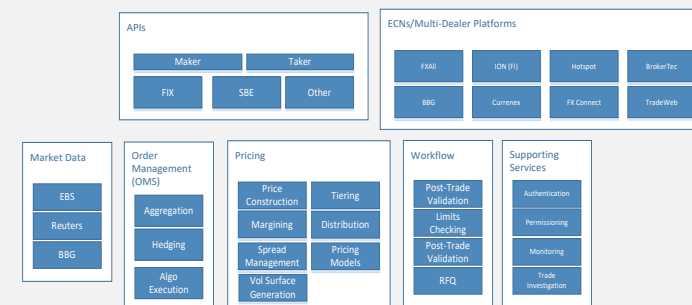 APIs
Maker
Taker
FIX
SBE
Other
ECNs/Multi-Dealer Platforms
FXAll
ION (FI)
Hotspot
BrokerTec
BBG
Currenex
FX Connect
TradeWeb
Market Data
EBS
Reuters
BBG
Order
Management
(OMS)
Aggregation
Hedging
Algo
Execution
Pricing
Price
Construction
Tiering
Margining
Distribution
Spread
Management
Pricing
Models
Vol Surface
Generation
Workflow
Post-Trade
Validation
Limits
Checking
Post-Trade
Validation
RFQ
Supporting
Services
Authentication
Permissioning
Monitoring
Trade
Investigation